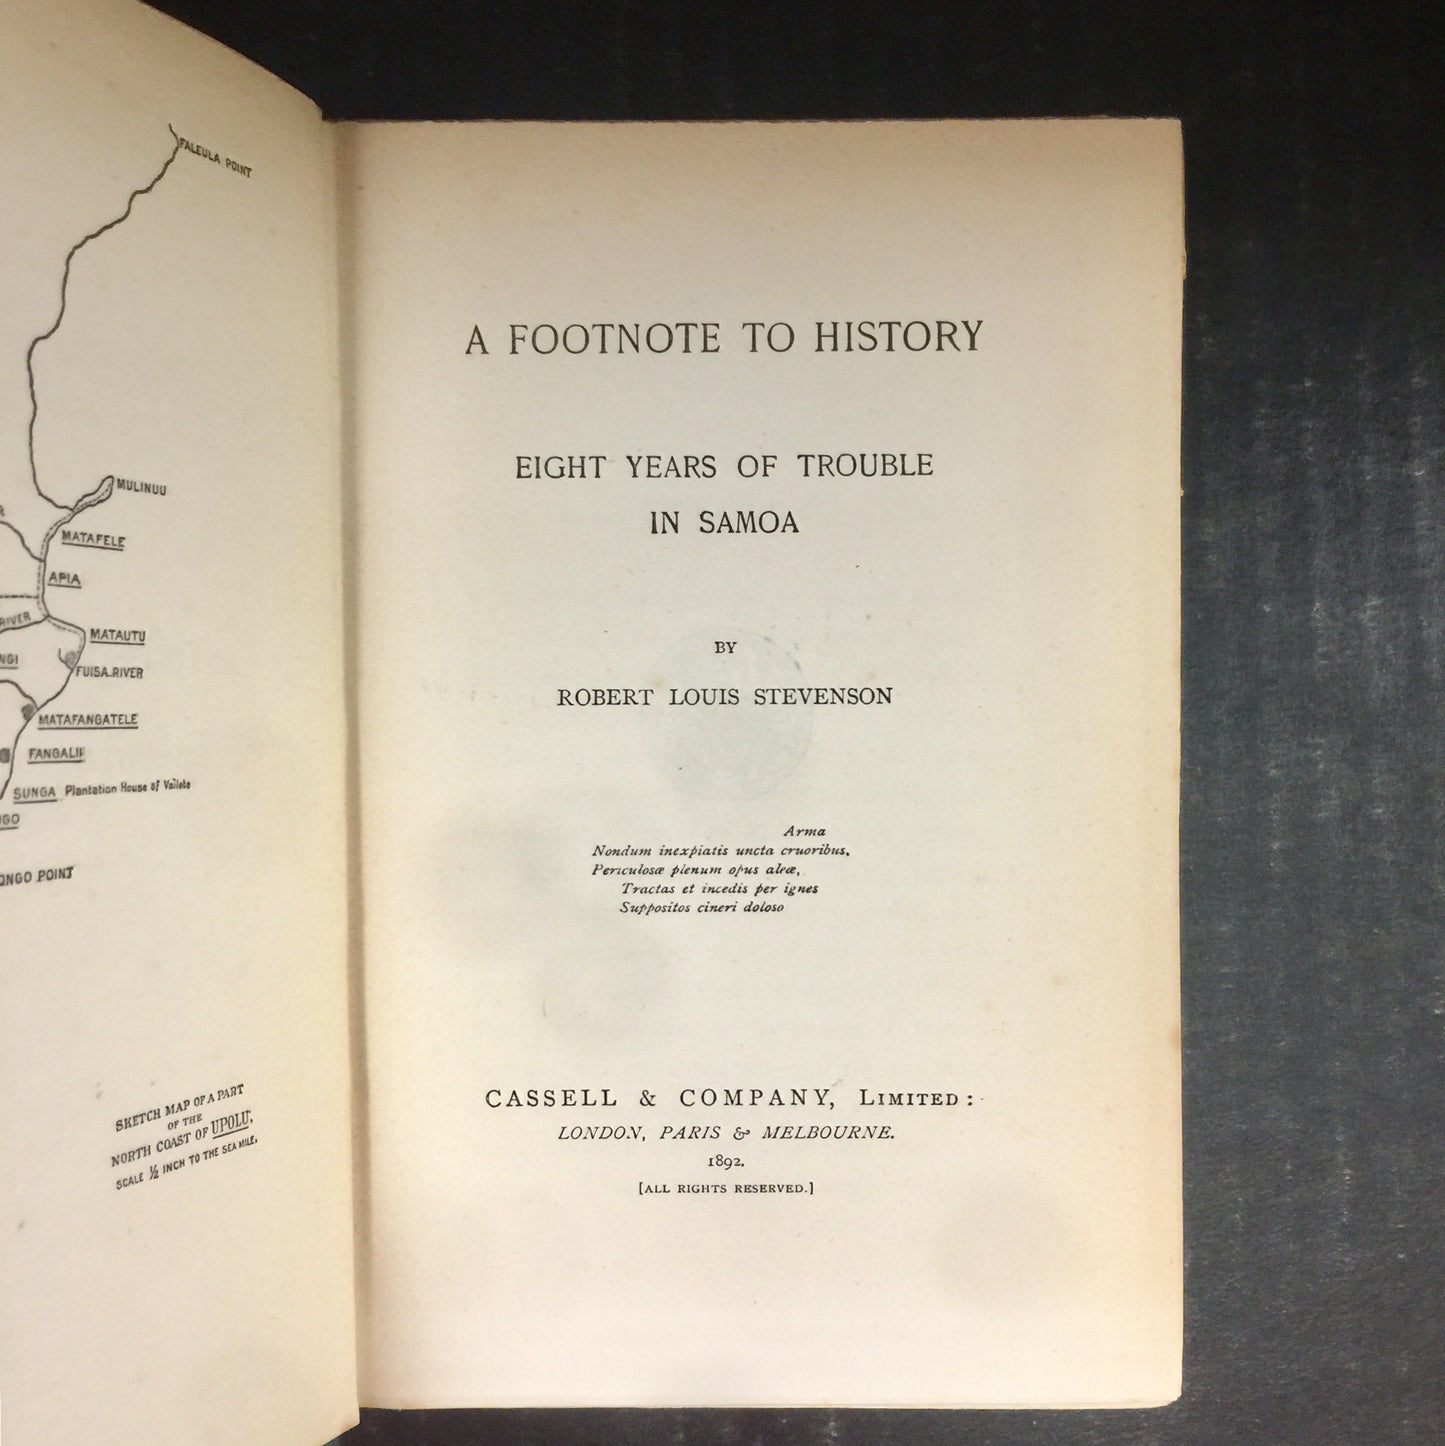 FALEULA POINT
MULINUU
MATAFELE
APIA
RIVER
MATAUTU
FUISA RIVER
MATAFANGATELE
FANGALII
SUNGA Plantation House of Vailele
POINT
SKETCH MAP OF A PART
OF THE
NORTH COAST OF UPOLU.
SCALE ½ INCH TO THE SEA MILE.
A FOOTNOTE TO HISTORY
EIGHT YEARS OF TROUBLE
IN SAMOA
BY
ROBERT LOUIS STEVENSON
Arma
Nondum inexpiatis uncta cruoribus,
Periculosæ plenum opus aleæ,
Tractas et incedis per ignes
Suppositos cineri doloso
CASSELL & COMPANY, LIMITED:
LONDON, PARIS & MELBOURNE.
1892.
[ALL RIGHTS RESERVED.]